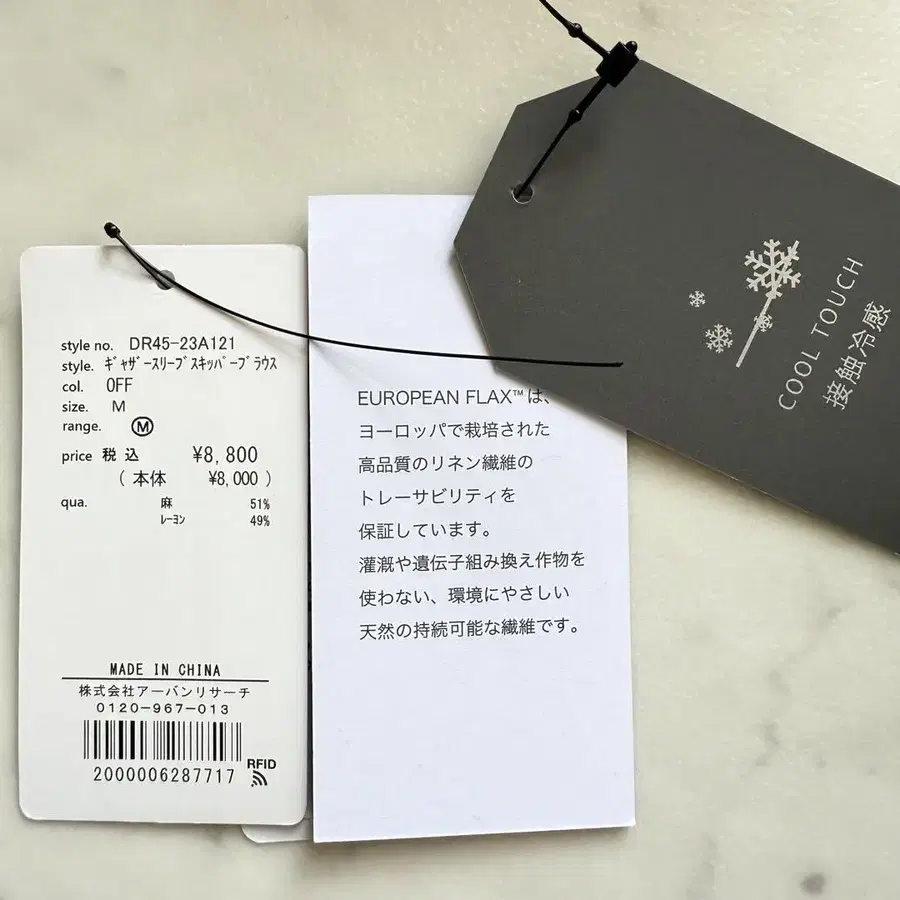 style no. DR45-23A121
style. ｷﾞｬｻﾞｰｽﾘｰﾌﾞｽｷｯﾊﾟｰﾌﾞﾗｳｽ
col. OFF
size. M
range. Ⓜ
price 税込 ¥8,800
( 本体 ¥8,000 )
qua. 麻 51%
ﾚｰﾖﾝ 49%
MADE IN CHINA
株式会社アーバンリサーチ
0120-967-013
RFID
2000006287717
EUROPEAN FLAX™は、
ヨーロッパで栽培された
高品質のリネン繊維の
トレーサビリティを
保証しています。
灌漑や遺伝子組み換え作物を
使わない、環境にやさしい
天然の持続可能な繊維です。
COOL TOUCH
接触冷感